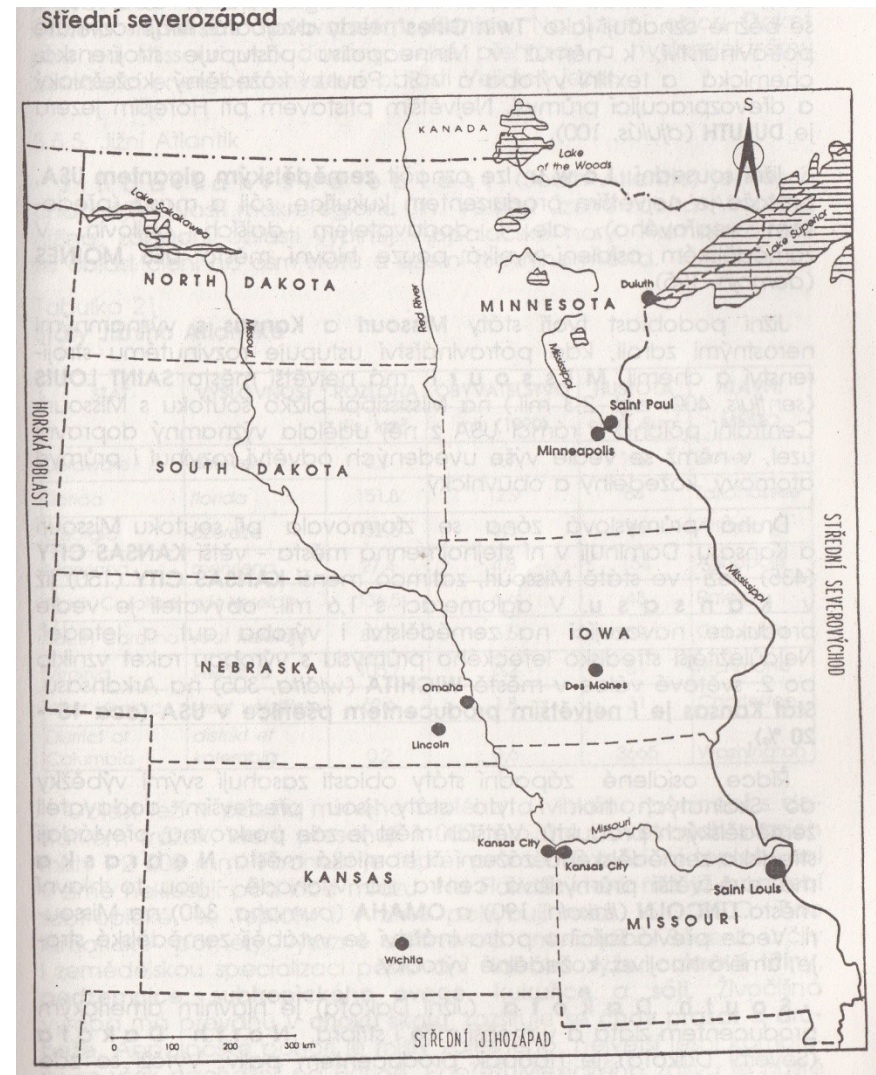 Střední severozápad
KANADA
S
Lake
of the Woods
Lake Sakakawea
Lake Superior
NORTH DAKOTA
Red River
Duluth
MINNESOTA
Missouri
Mississippi
Saint Paul
Minneapolis
HORSKÁ OBLAST
SOUTH DAKOTA
STŘEDNÍ SEVEROVÝCHOD
Mississippi
IOWA
NEBRASKA
Des Moines
Omaha
Lincoln
Missouri
Kansas City
Kansas City
KANSAS
Saint Louis
MISSOURI
Wichita
0 100 200 300 km
STŘEDNÍ JIHOZÁPAD